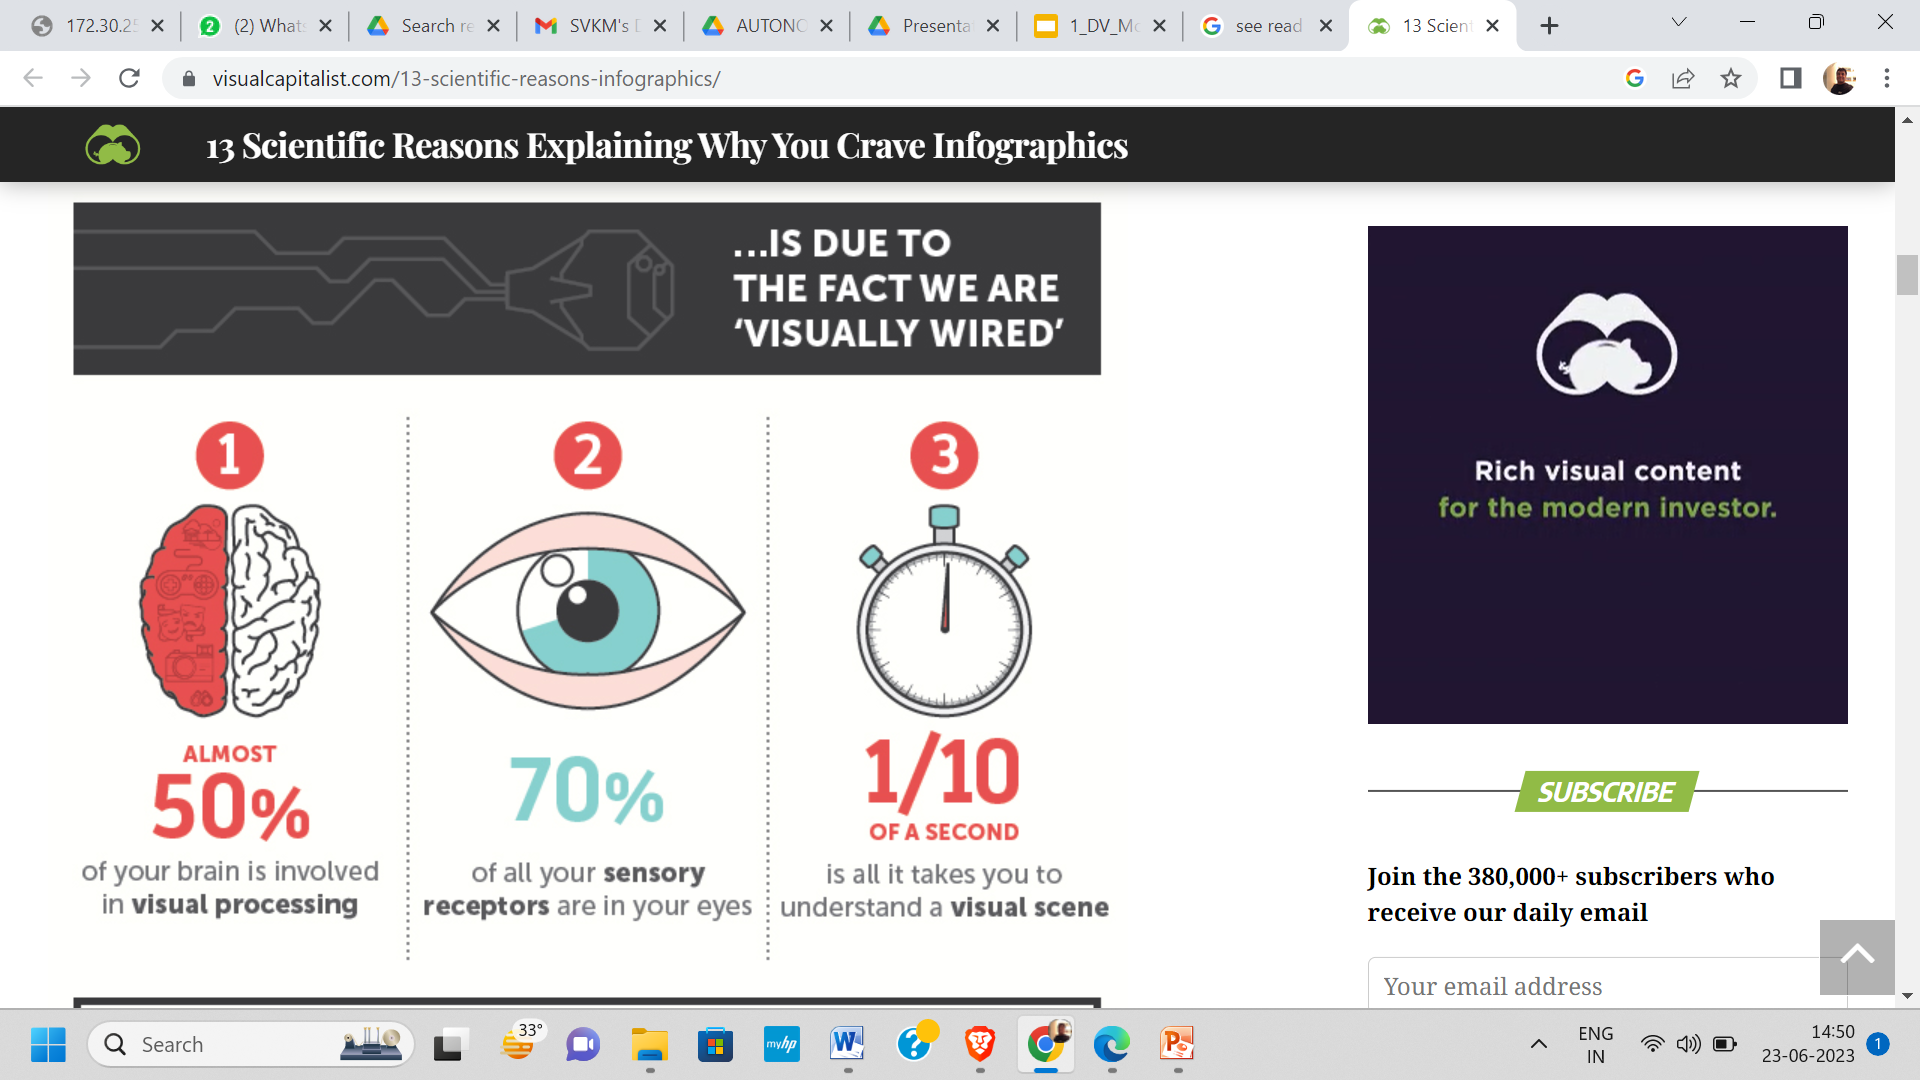 172.30.25
(2) Whats
Search re
SVKM's D
AUTONO
Presenta
1_DV_Mo
see read
13 Scient
visualcapitalist.com/13-scientific-reasons-infographics/
13 Scientific Reasons Explaining Why You Crave Infographics
...IS DUE TO
THE FACT WE ARE
‘VISUALLY WIRED’
1
2
3
ALMOST
50%
of your brain is involved
in visual processing
70%
of all your sensory
receptors are in your eyes
1/10
OF A SECOND
is all it takes you to
understand a visual scene
Rich visual content
for the modern investor.
SUBSCRIBE
Join the 380,000+ subscribers who
receive our daily email
Your email address
Search
33°
myhp
ENG
IN
14:50
23-06-2023
1